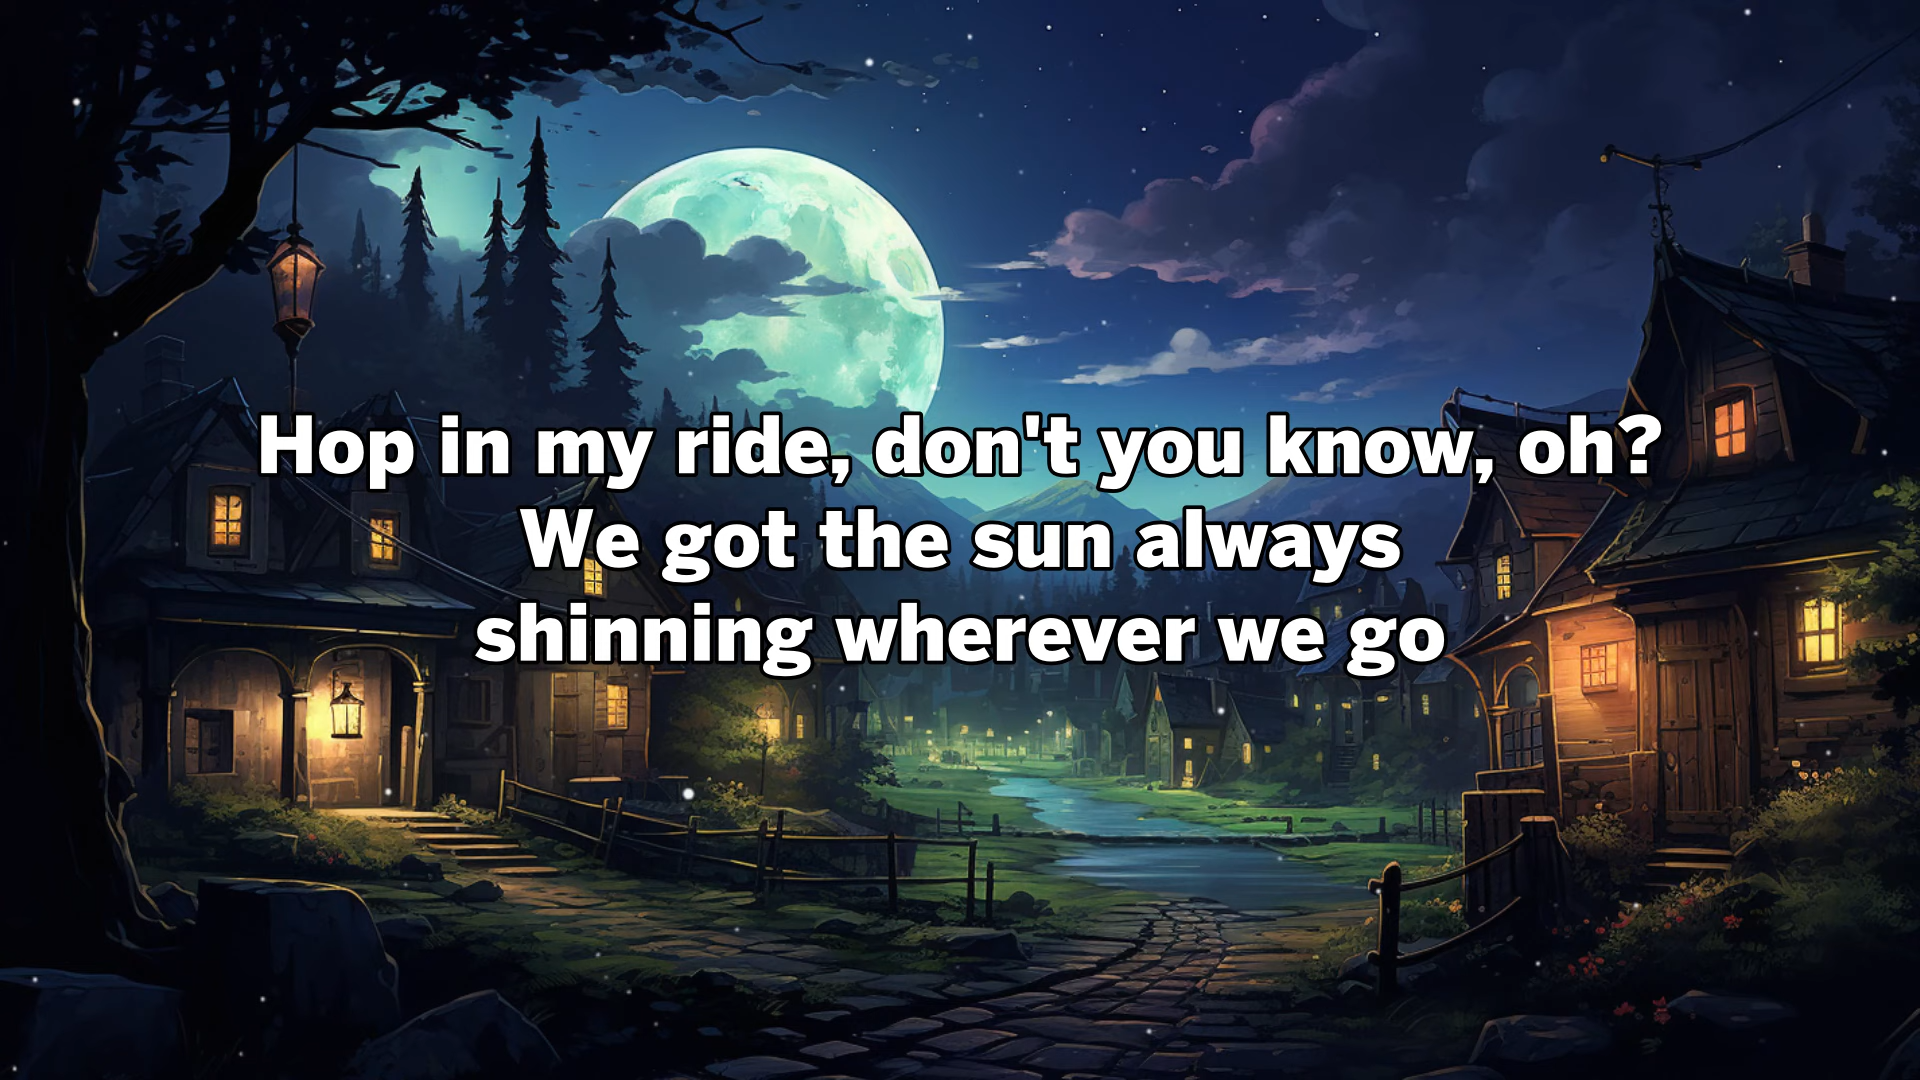 Hop in my ride, don't you know, oh?
We got the sun always
shinning wherever we go